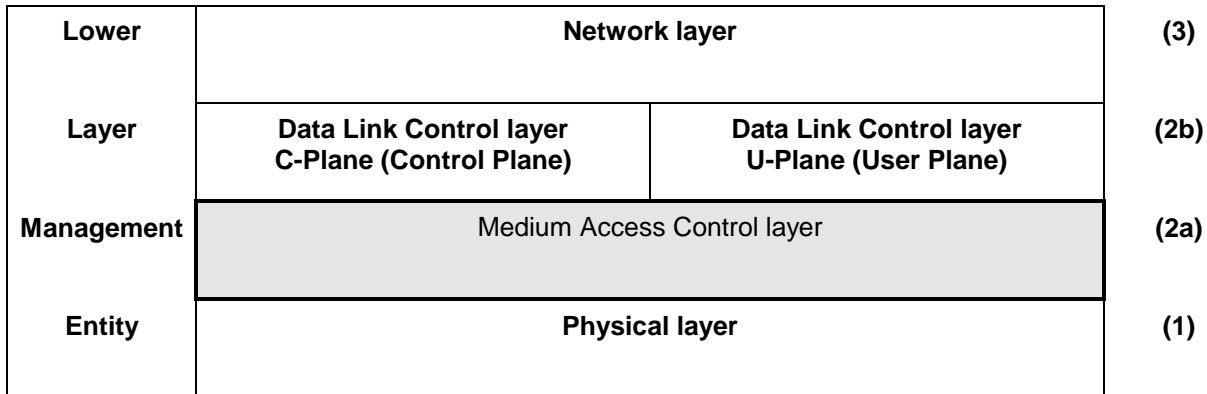 Lower Network layer (3)
Layer Data Link Control layer Data Link Control layer (2b)
C-Plane (Control Plane) U-Plane (User Plane)
Management Medium Access Control layer (2a)
Entity Physical layer (1)